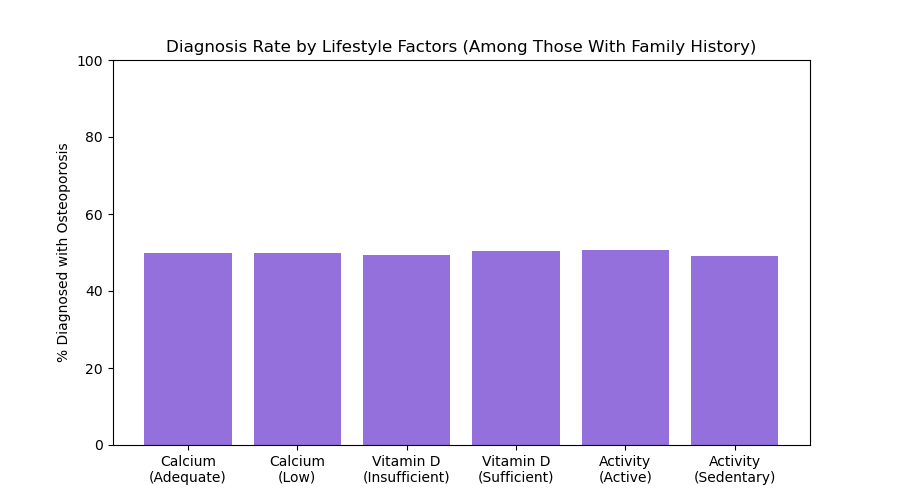 Diagnosis Rate by Lifestyle Factors (Among Those With Family History)
% Diagnosed with Osteoporosis
100
80
60
40
20
0
Calcium
(Adequate)
Calcium
(Low)
Vitamin D
(Insufficient)
Vitamin D
(Sufficient)
Activity
(Active)
Activity
(Sedentary)